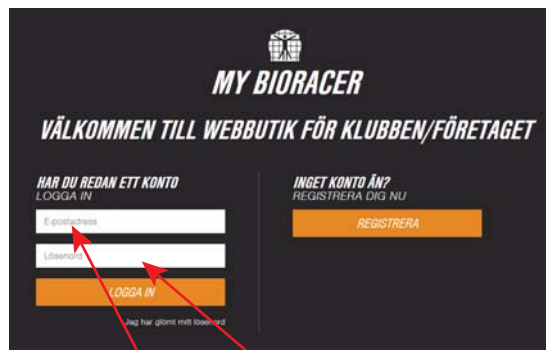 MY BIORACER
VÄLKOMMEN TILL WEBBUTIK FÖR KLUBBEN/FÖRETAGET
HAR DU REDAN ETT KONTO
LOGGA IN
E-postadress
Lösenord
LOGGA IN
Jag har glömt mitt lösenord
INGET KONTO ÄN?
REGISTRERA DIG NU
REGISTRERA